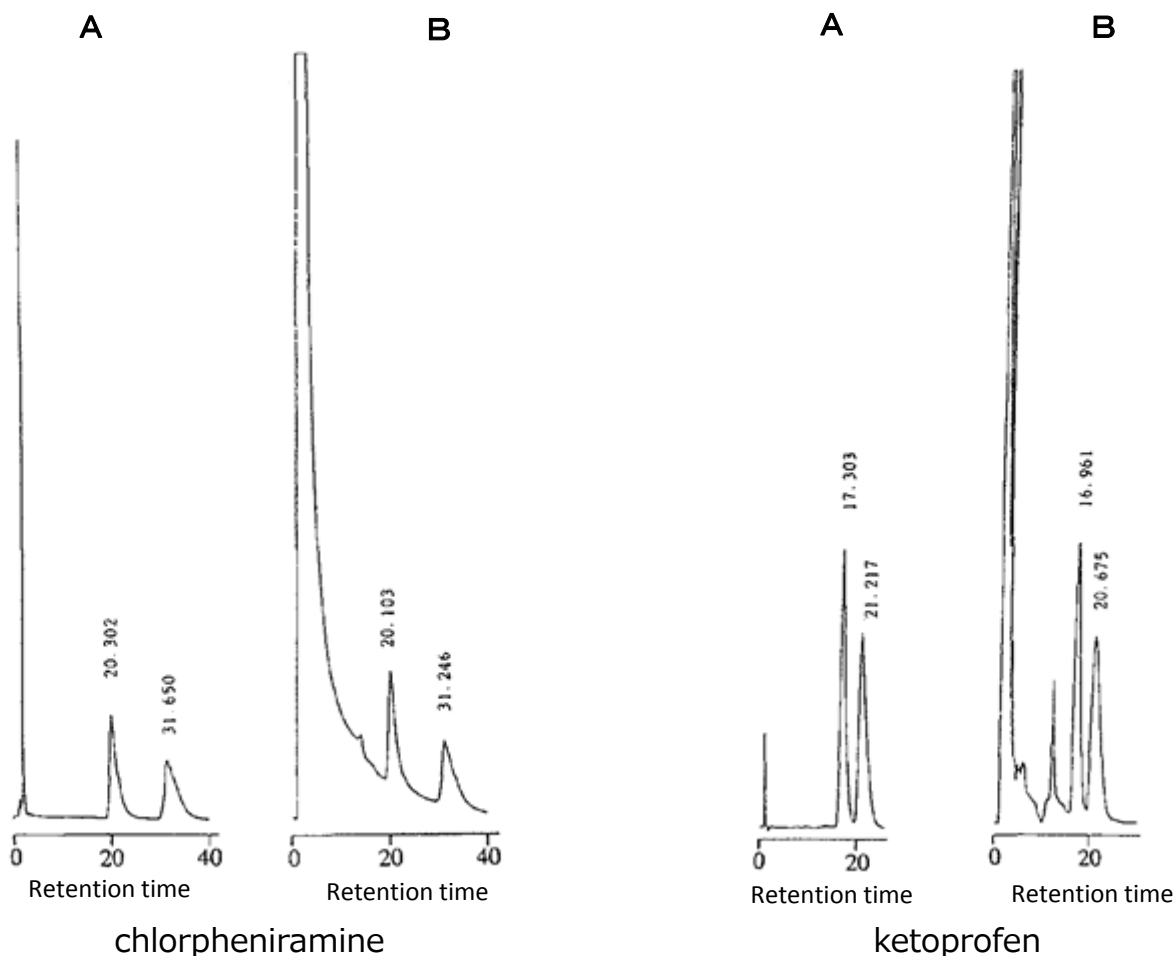 A
B
A
B
20.302
31.650
20.103
31.246
17.303
21.217
16.961
20.675
0 20 40
0 20 40
0 20
0 20
Retention time
Retention time
Retention time
Retention time
chlorpheniramine
ketoprofen